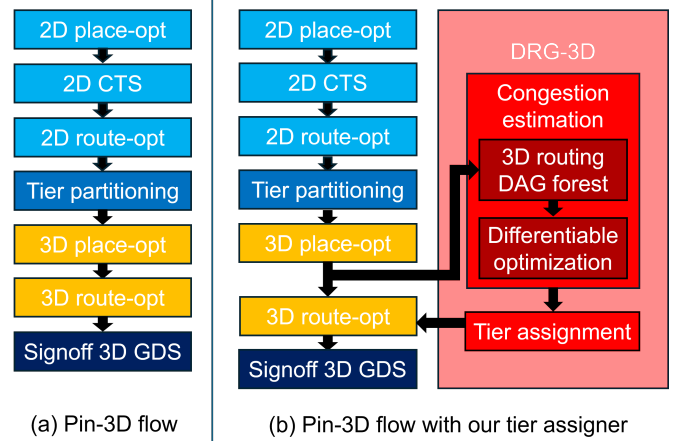 2D place-opt
2D CTS
2D route-opt
Tier partitioning
3D place-opt
3D route-opt
Signoff 3D GDS
(a) Pin-3D flow
2D place-opt
2D CTS
2D route-opt
Tier partitioning
3D place-opt
3D route-opt
Signoff 3D GDS
DRG-3D
Congestion
estimation
3D routing
DAG forest
Differentiable
optimization
Tier assignment
(b) Pin-3D flow with our tier assigner